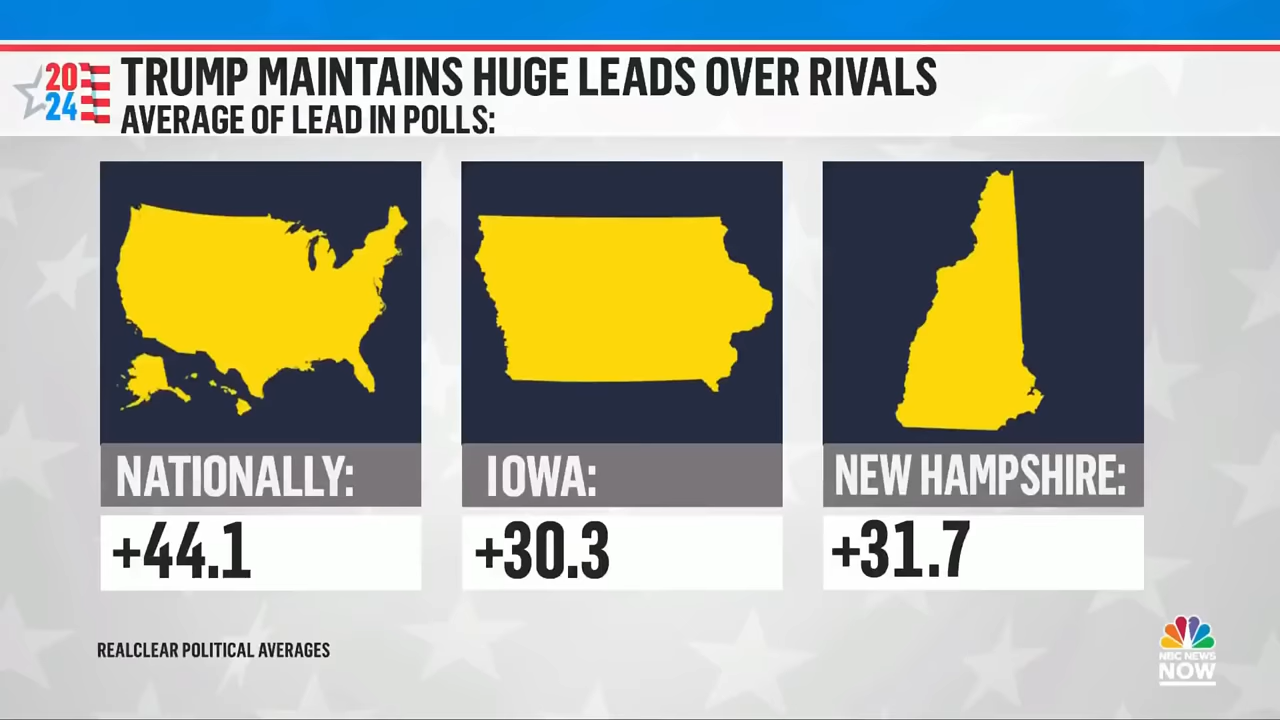 2024
TRUMP MAINTAINS HUGE LEADS OVER RIVALS
AVERAGE OF LEAD IN POLLS:
NATIONALLY:
+44.1
IOWA:
+30.3
NEW HAMPSHIRE:
+31.7
REALCLEAR POLITICAL AVERAGES
NBC NEWS
NOW